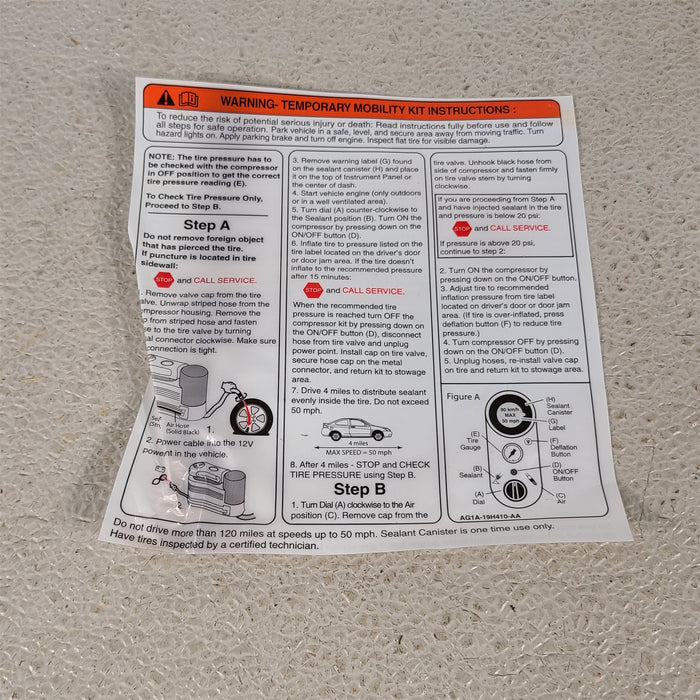 WARNING- TEMPORARY MOBILITY KIT INSTRUCTIONS :
To reduce the risk of potential serious injury or death: Read instructions fully before use and follow
all steps for safe operation. Park vehicle in a safe, level, and secure area away from moving traffic. Turn
hazard lights on. Apply parking brake and turn off engine. Inspect flat tire for visible damage.
NOTE: The tire pressure has to
be checked with the compressor
in OFF position to get the correct
tire pressure reading (E).
To Check Tire Pressure Only,
Proceed to Step B.
Step A
Do not remove foreign object
that has pierced the tire.
If puncture is located in tire
sidewall:
STOP and CALL SERVICE.
. Remove valve cap from the tire
alve. Unwrap striped hose from the
mpressor housing. Remove the
p from striped hose and fasten
se to the tire valve by turning
al connector clockwise. Make sure
connection is tight.
Air Hose
(Solid Black)
1.
2. Power cable into the 12V
in the vehicle.
3. Remove warning label (G) found
on the sealant canister (H) and place
it on the top of Instrument Panel or
the center of dash.
4. Start vehicle engine (only outdoors
or in a well ventilated area).
5. Turn dial (A) counter-clockwise to
the Sealant position (B). Turn ON the
compressor by pressing down on the
ON/OFF button (D).
6. Inflate tire to pressure listed on the
tire label located on the driver's door
or door jam area. If the tire doesn't
inflate to the recommended pressure
after 15 minutes:
STOP and CALL SERVICE.
When the recommended tire
pressure is reached turn OFF the
compressor kit by pressing down on
the ON/OFF button (D), disconnect
hose from tire valve and unplug
power point. Install cap on tire valve,
secure hose cap on the metal
connector, and return kit to stowage
area.
7. Drive 4 miles to distribute sealant
evenly inside the tire. Do not exceed
50 mph.
4 miles
MAX SPEED = 50 mph
8. After 4 miles - STOP and CHECK
TIRE PRESSURE using Step B.
Step B
1. Turn Dial (A) clockwise to the Air
position (C). Remove cap from the
tire valve. Unhook black hose from
side of compressor and fasten firmly
on tire valve stem by turning
clockwise.
If you are proceeding from Step A
and have injected sealant in the tire
and pressure is below 20 psi:
STOP and CALL SERVICE.
If pressure is above 20 psi,
continue to step 2:
2. Turn ON the compressor by
pressing down on the ON/OFF button.
3. Adjust tire to recommended
inflation pressure from tire label
located on driver's door or door jam
area. (If tire is over-inflated, press
deflation button (F) to reduce tire
pressure.)
4. Turn compressor OFF by pressing
down on the ON/OFF button (D).
5. Unplug hoses, re-install valve cap
on tire and return kit to stowage area.
Figure A
80 km/h
MAX
50 mph
(H)
Sealant
Canister
(G)
Label
(E)
Tire
Gauge
(F)
Deflation
Button
(B)
Sealant
(D)
ON/OFF
Button
(A)
Dial
(C)
Air
AG1A-19H410-AA
Do not drive more than 120 miles at speeds up to 50 mph. Sealant Canister is one time use only.
Have tires inspected by a certified technician.